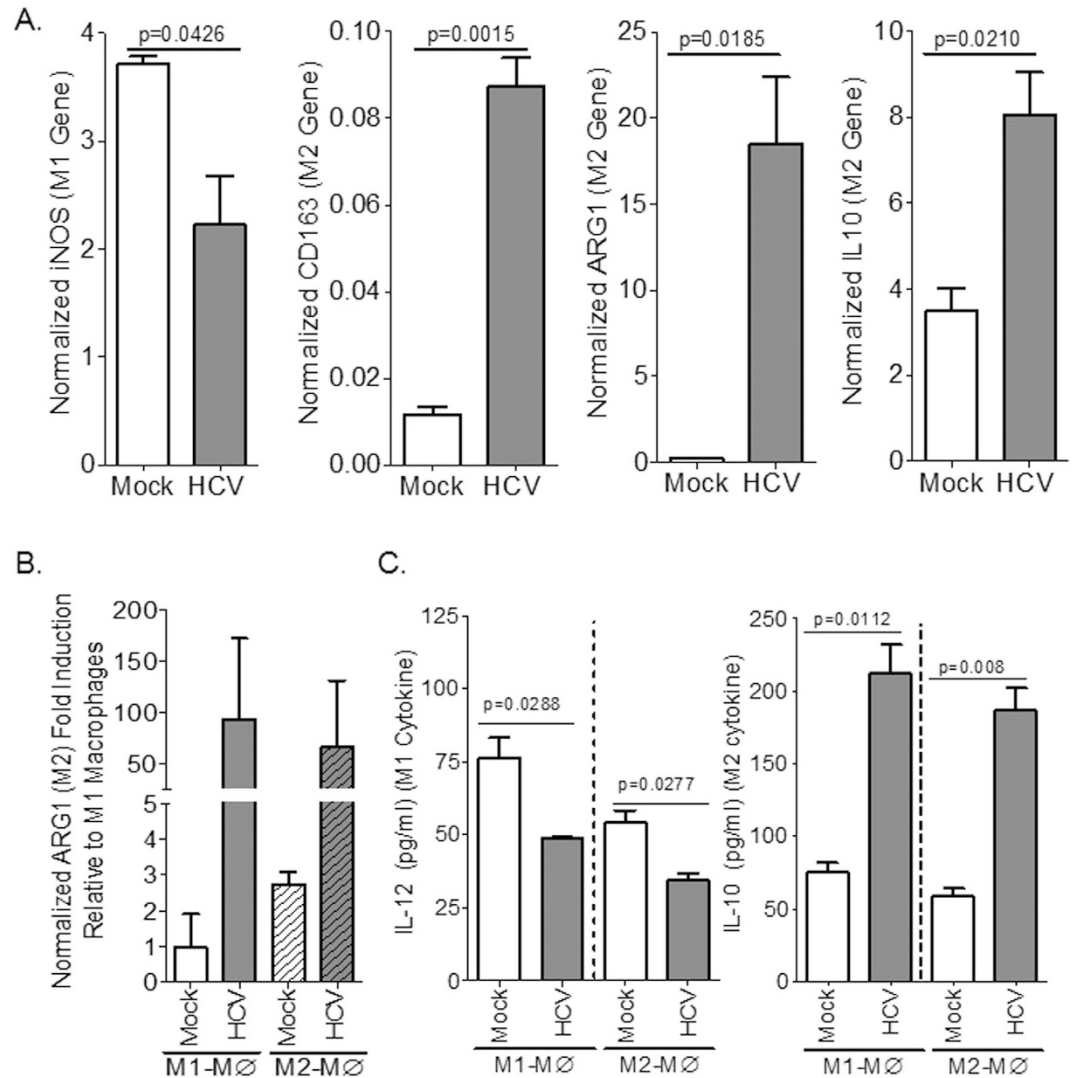 A.
Normalized iNOS (M1 Gene)
4
3
2
1
0
p=0.0426
Mock HCV
Normalized CD163 (M2 Gene)
0.10
0.08
0.06
0.04
0.02
0.00
p=0.0015
Mock HCV
Normalized ARG1 (M2 Gene)
25
20
15
10
5
0
p=0.0185
Mock HCV
Normalized IL10 (M2 Gene)
10
8
6
4
2
0
p=0.0210
Mock HCV
B.
Normalized ARG1 (M2) Fold Induction
Relative to M1 Macrophages
200
150
100
50
5
4
3
2
1
0
Mock
HCV
Mock
HCV
M1-MØ
M2-MØ
C.
IL-12 (pg/ml) (M1 Cytokine)
125
100
75
50
25
0
p=0.0288
p=0.0277
Mock
HCV
Mock
HCV
M1-MØ
M2-MØ
IL-10 (pg/ml) (M2 cytokine)
250
200
150
100
50
0
p=0.0112
p=0.008
Mock
HCV
Mock
HCV
M1-MØ
M2-MØ